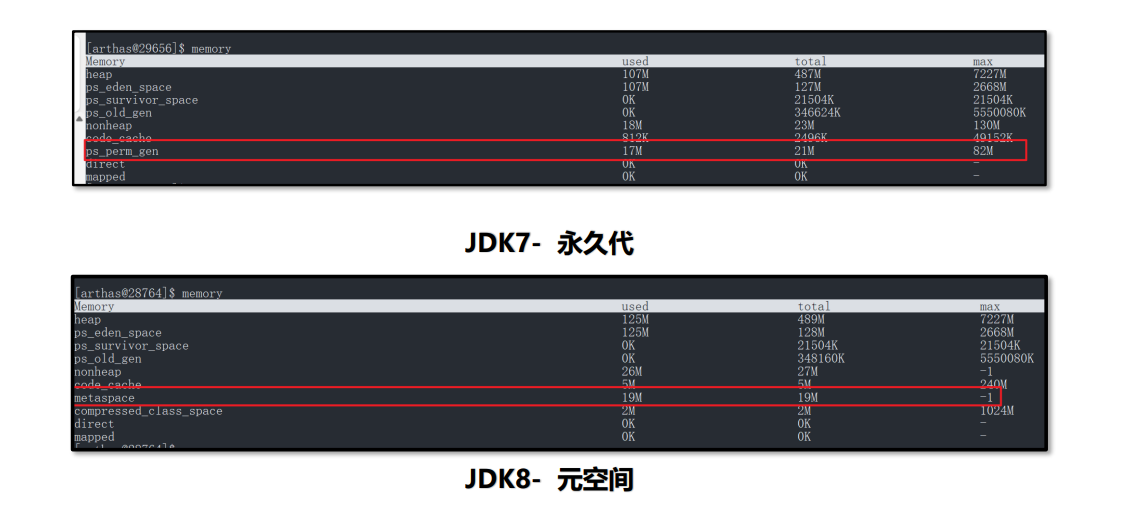 [arthas@29656]$ memory
Memory used total max
heap 107M 487M 7227M
ps_eden_space 107M 127M 2668M
ps_survivor_space 0K 21504K 21504K
ps_old_gen 0K 346624K 5550080K
nonheap 18M 23M 130M
code_cache 812K 2496K 49152K
ps_perm_gen 17M 21M 82M
direct 0K 0K -
mapped 0K 0K -
JDK7- 永久代
[arthas@28764]$ memory
Memory used total max
heap 125M 489M 7227M
ps_eden_space 125M 128M 2668M
ps_survivor_space 0K 21504K 21504K
ps_old_gen 0K 348160K 5550080K
nonheap 26M 27M -1
code_cache 5M 5M 240M
metaspace 19M 19M -1
compressed_class_space 2M 2M 1024M
direct 0K 0K -
mapped 0K 0K -
JDK8- 元空间